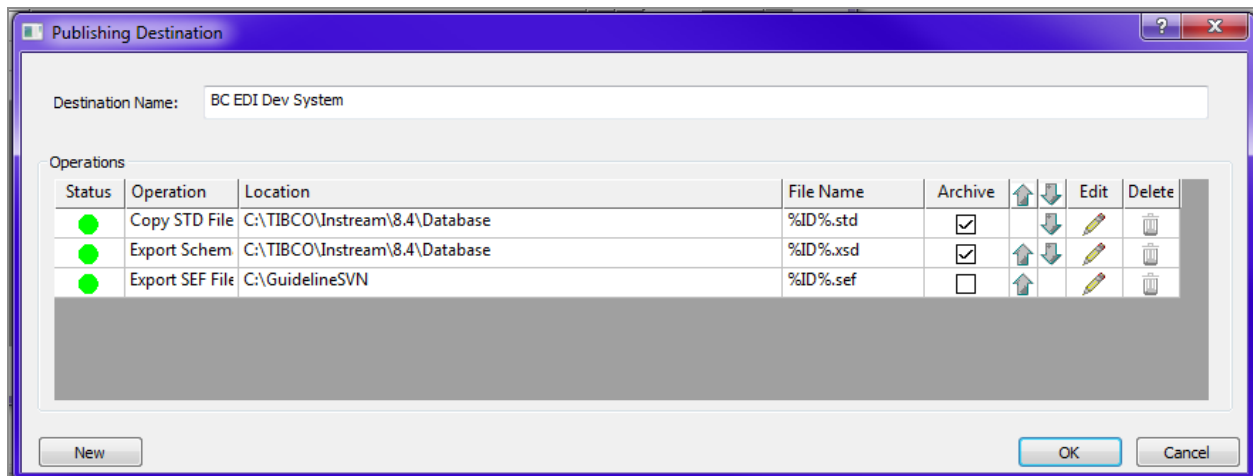 Publishing Destination
?
X
Destination Name: BC EDI Dev System
Operations
Status Operation Location File Name Archive Edit Delete
Copy STD File C:\TIBCO\Instream\8.4\Database %ID%.std
Export Schem C:\TIBCO\Instream\8.4\Database %ID%.xsd
Export SEF File C:\GuidelineSVN %ID%.sef
New OK Cancel